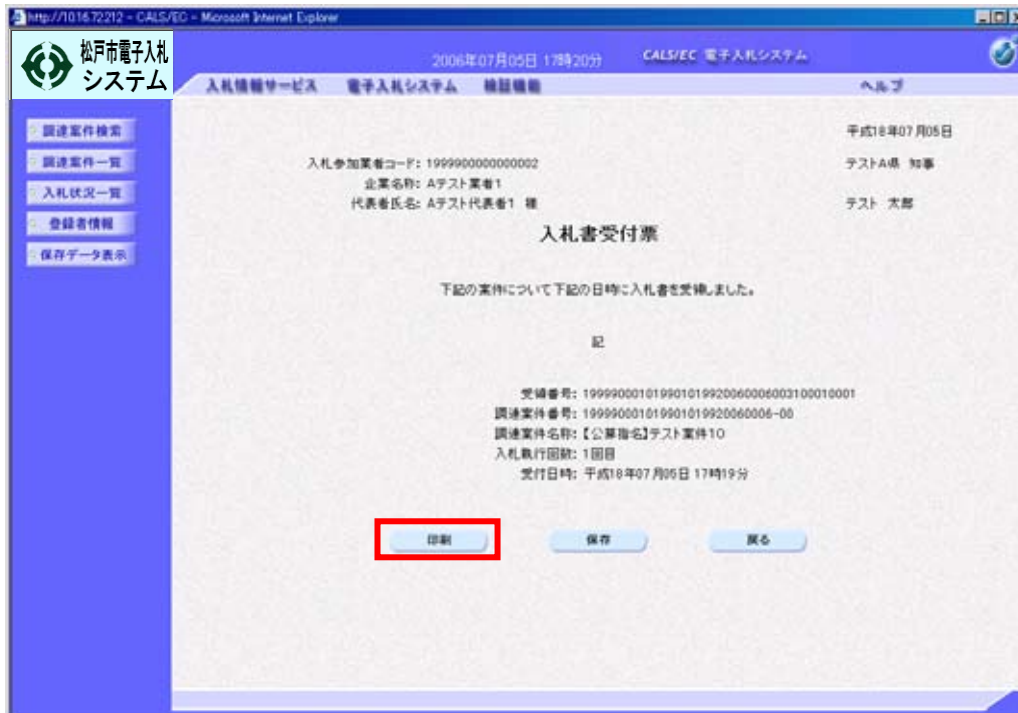 http://10.16.72.212 - CALS/EC - Microsoft Internet Explorer
松戸市電子入札
システム
2006年07月05日 17時20分
CALS/EC 電子入札システム
入札情報サービス
電子入札システム
検証機能
ヘルプ
調達案件検索
調達案件一覧
入札状況一覧
登録者情報
保存データ表示
平成18年07月05日
入札参加業者コード: 1999900000000002
テストA県 知事
企業名称: Aテスト業者1
代表者氏名: Aテスト代表者1 様
テスト 太郎
入札書受付票
下記の案件について下記の日時に入札書を受領しました。
記
調達案件番号: 199990001019901019920060006-00
調達案件名称: 【公募指名】テスト案件10
入札執行回数: 1回目
受付日時: 平成18年07月05日 17時19分
印刷
保存
戻る